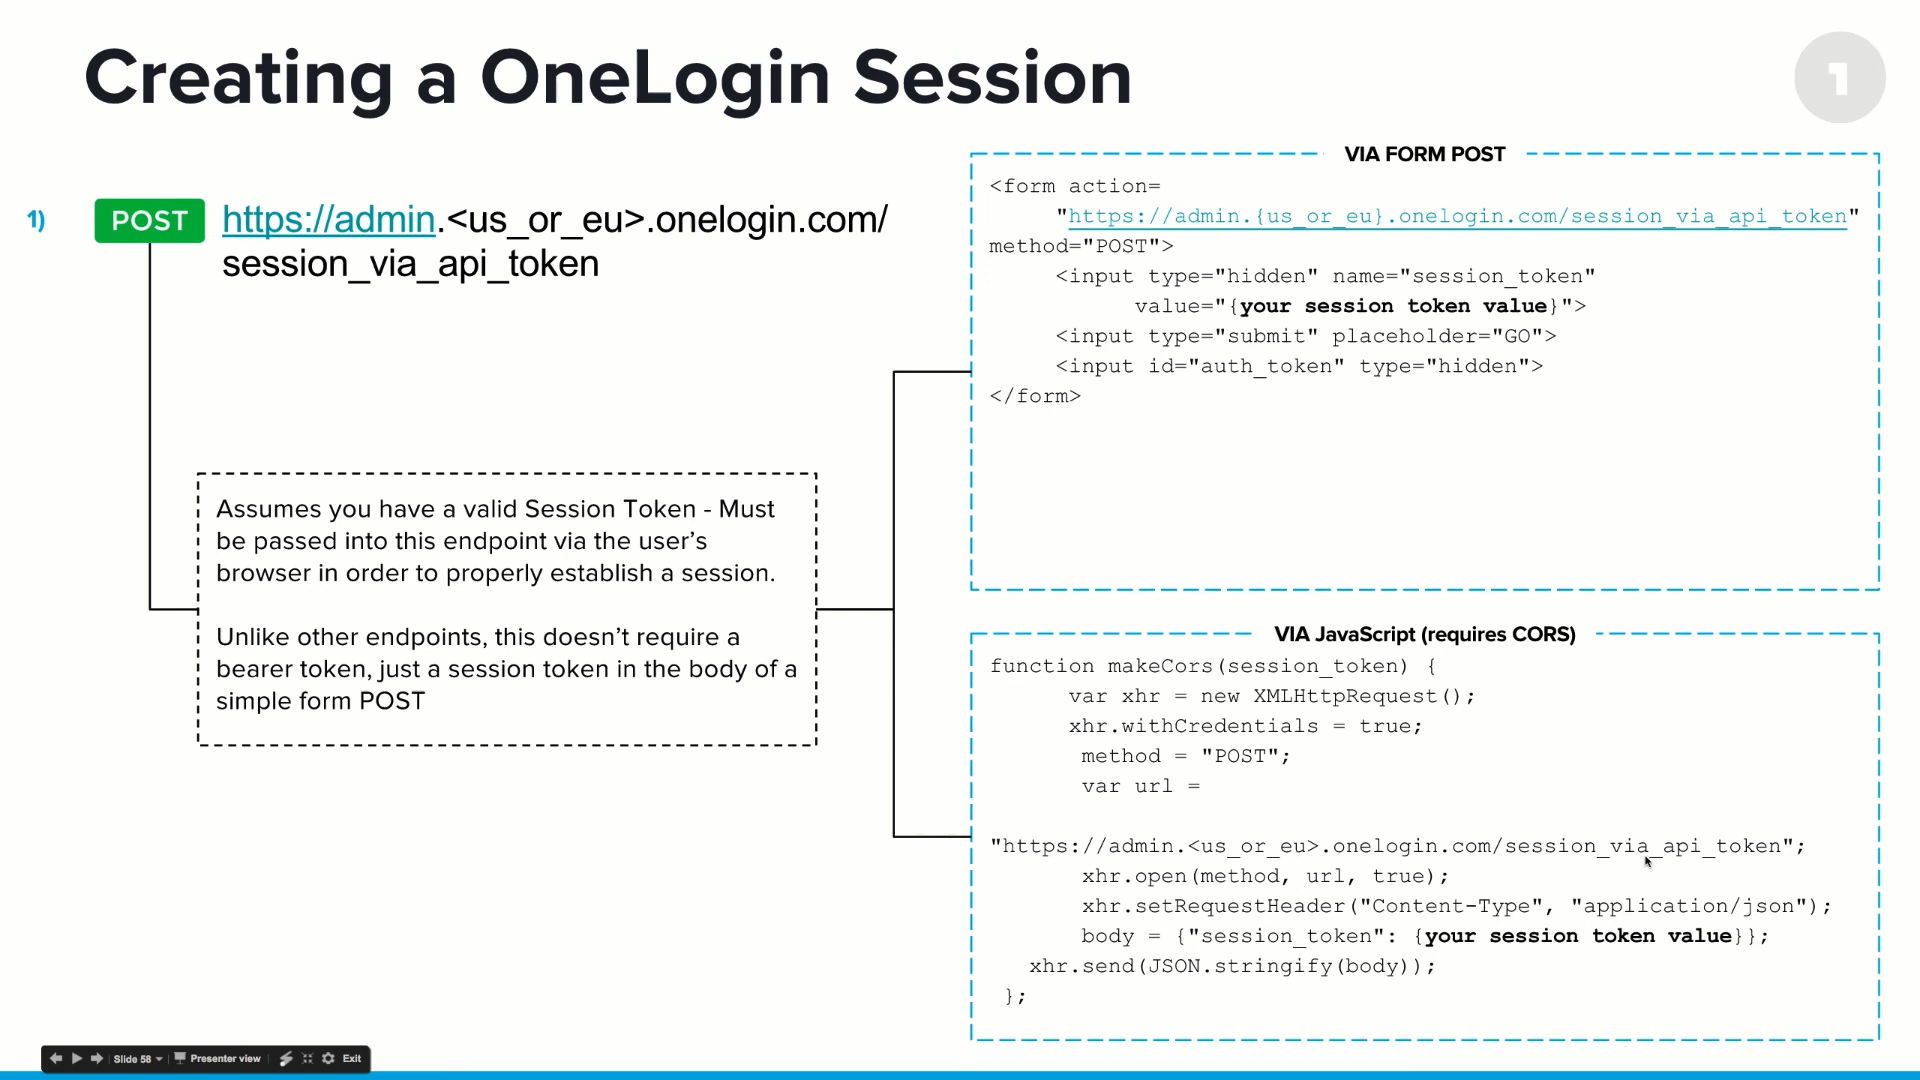 Creating a OneLogin Session
1
1)
POST
https://admin.<us_or_eu>.onelogin.com/
session_via_api_token
Assumes you have a valid Session Token - Must
be passed into this endpoint via the user’s
browser in order to properly establish a session.
Unlike other endpoints, this doesn’t require a
bearer token, just a session token in the body of a
simple form POST
VIA FORM POST
<form action=
"https://admin.{us_or_eu}.onelogin.com/session_via_api_token"
method="POST">
<input type="hidden" name="session_token"
value="{your session token value}">
<input type="submit" placeholder="GO">
<input id="auth_token" type="hidden">
</form>
VIA JavaScript (requires CORS)
function makeCors(session_token) {
var xhr = new XMLHttpRequest();
xhr.withCredentials = true;
method = "POST";
var url =
"https://admin.<us_or_eu>.onelogin.com/session_via_api_token";
xhr.open(method, url, true);
xhr.setRequestHeader("Content-Type", "application/json");
body = {"session_token": {your session token value}};
xhr.send(JSON.stringify(body));
};
Slide 58
Presenter view
Exit